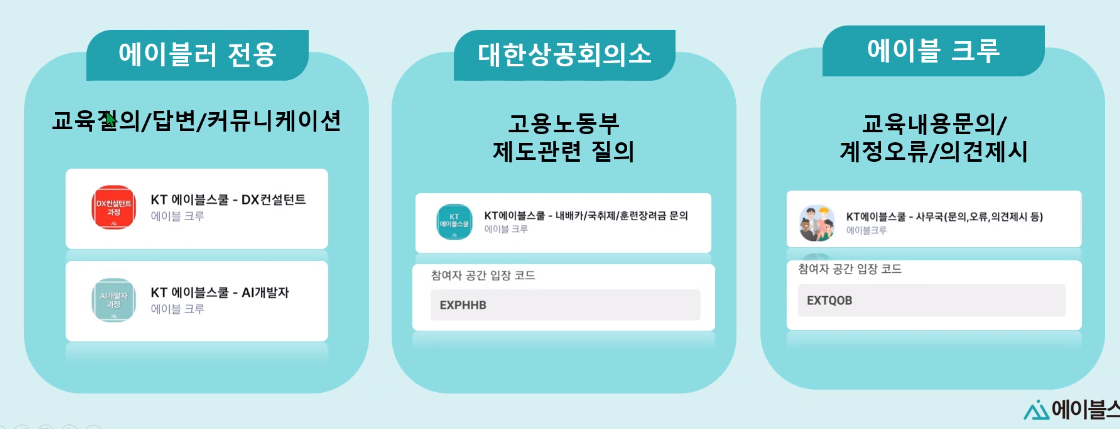 에이블러 전용
교육질의/답변/커뮤니케이션
DX컨설턴트
과정
KT 에이블스쿨 - DX컨설턴트
에이블 크루
AI개발자
과정
KT 에이블스쿨 - AI개발자
에이블 크루
대한상공회의소
고용노동부
제도관련 질의
KT
에이블스쿨
KT에이블스쿨 - 내배카/국취제/훈련장려금 문의
에이블 크루
참여자 공간 입장 코드
EXPHHB
에이블 크루
교육내용문의/
계정오류/의견제시
KT에이블스쿨 - 사무국(문의,오류,의견제시 등)
에이블크루
참여자 공간 입장 코드
EXTQOB
에이블스